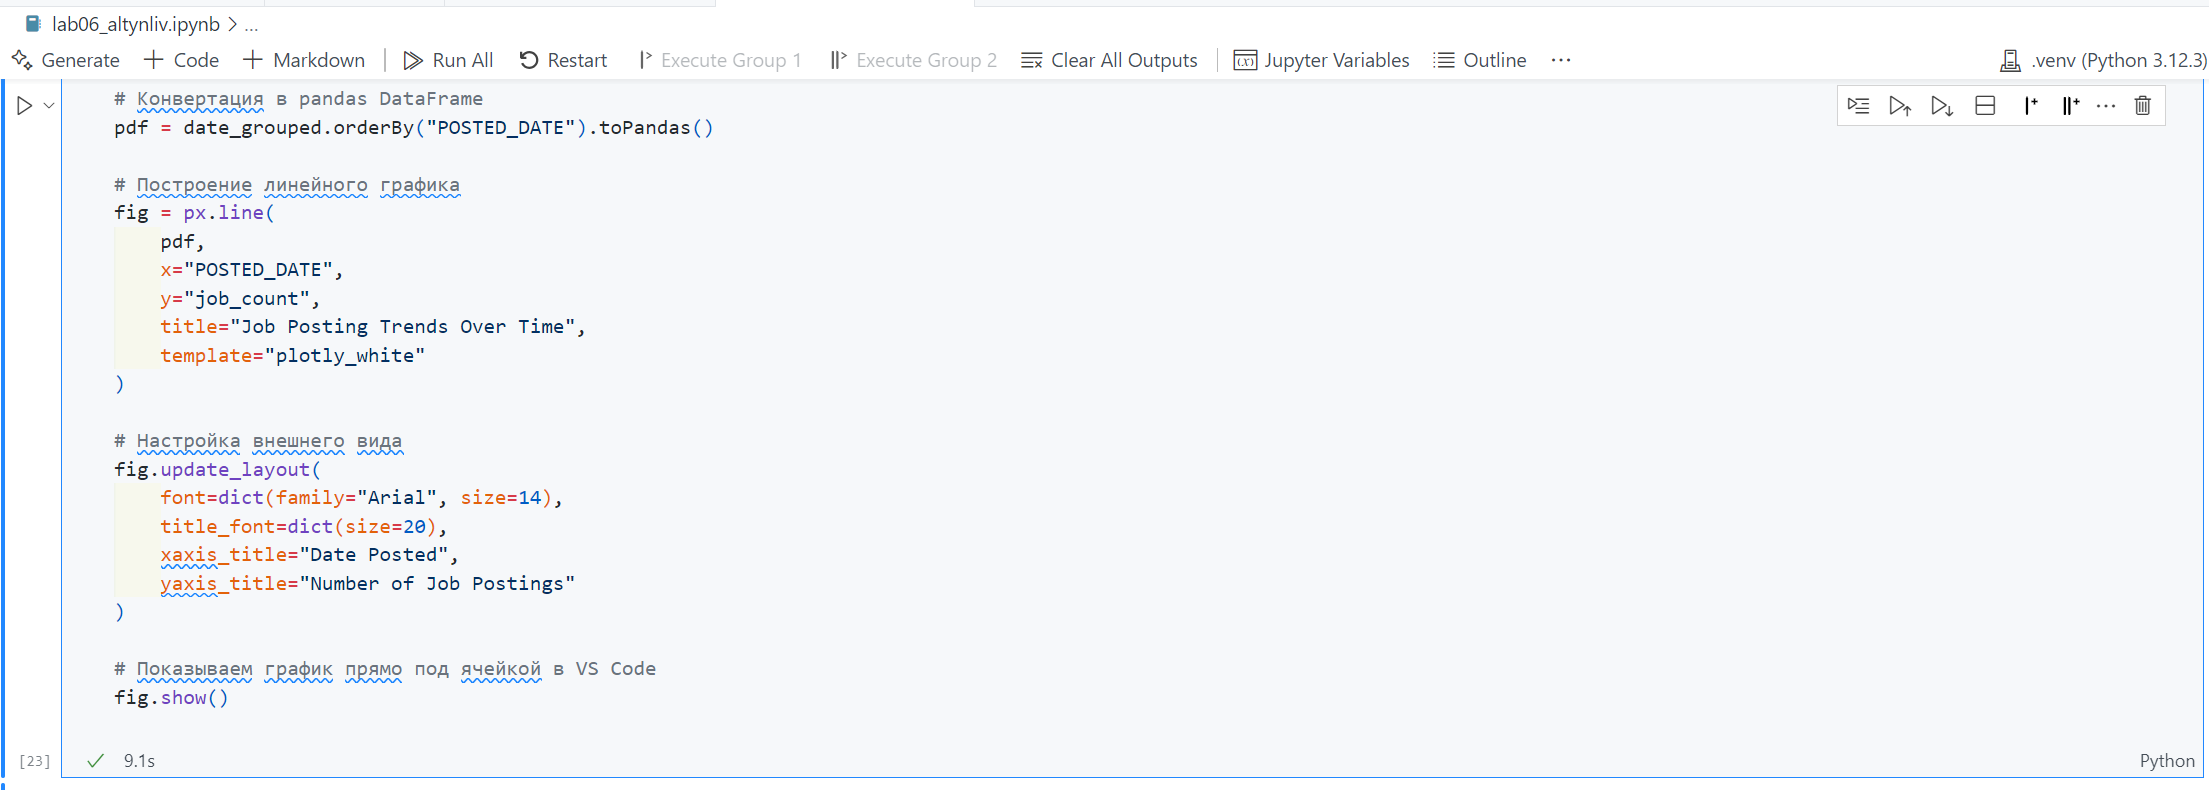 lab06_altynliv.ipynb > ...
Generate + Code + Markdown | Run All Restart Execute Group 1 Execute Group 2 Clear All Outputs | Jupyter Variables Outline ... .venv (Python 3.12.3)
# Конвертация в pandas DataFrame
pdf = date_grouped.orderBy("POSTED_DATE").toPandas()
# Построение линейного графика
fig = px.line(
    pdf,
    x="POSTED_DATE",
    y="job_count",
    title="Job Posting Trends Over Time",
    template="plotly_white"
)
# Настройка внешнего вида
fig.update_layout(
    font=dict(family="Arial", size=14),
    title_font=dict(size=20),
    xaxis_title="Date Posted",
    yaxis_title="Number of Job Postings"
)
# Показываем график прямо под ячейкой в VS Code
fig.show()
[23] 9.1s Python